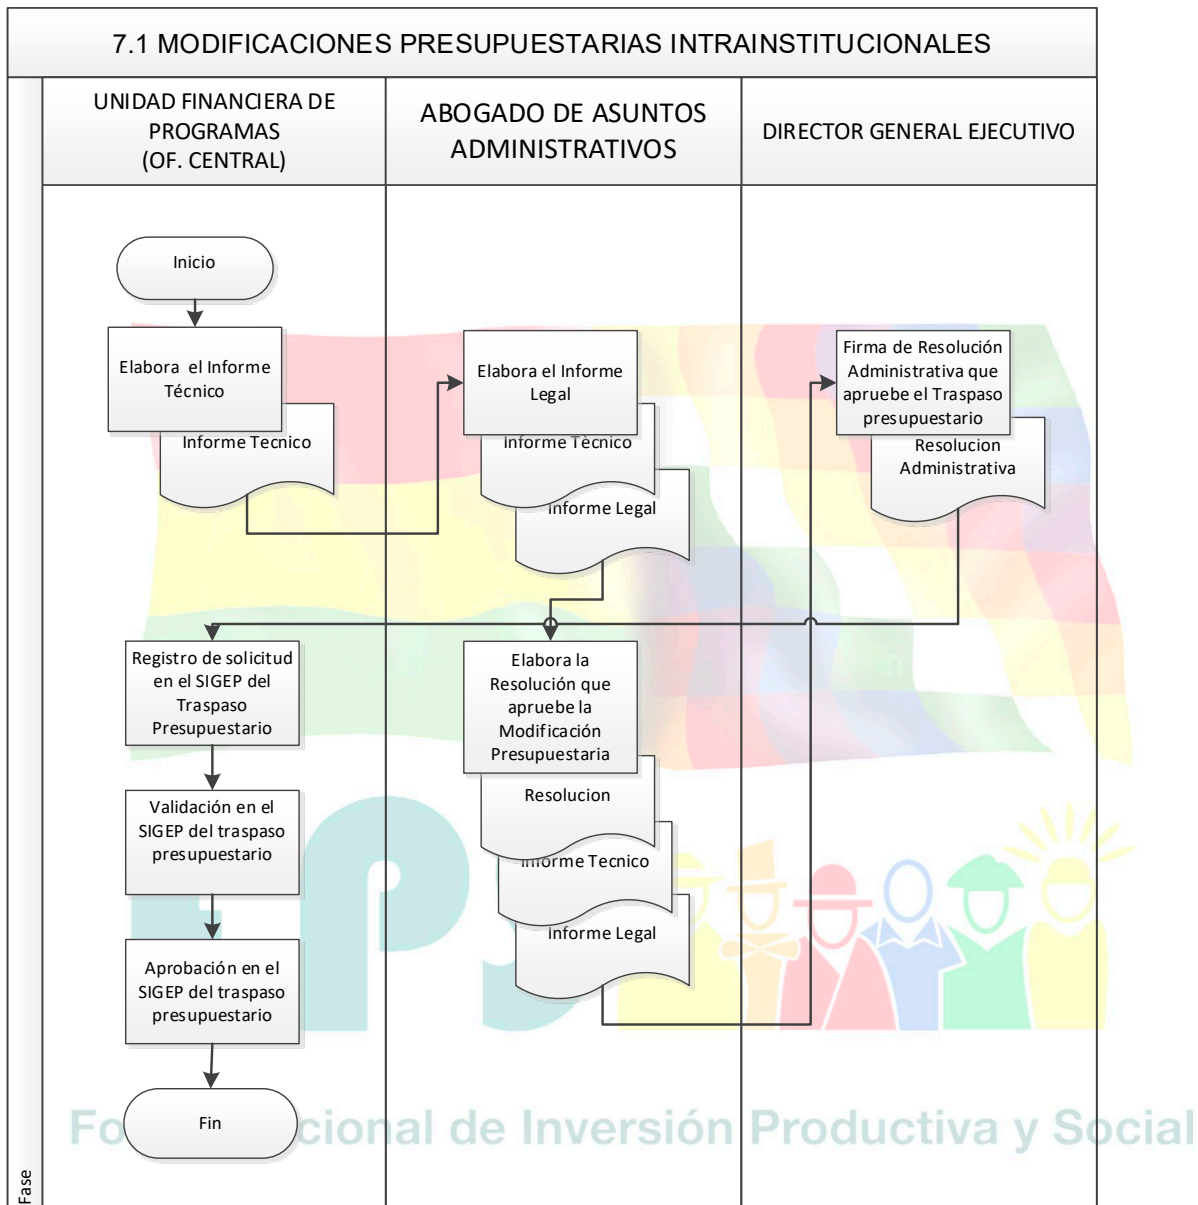 7.1 MODIFICACIONES PRESUPUESTARIAS INTRAINSTITUCIONALES
UNIDAD FINANCIERA DE
PROGRAMAS
(OF. CENTRAL)
ABOGADO DE ASUNTOS
ADMINISTRATIVOS
DIRECTOR GENERAL EJECUTIVO
Inicio
Elabora el Informe
Técnico
Informe Tecnico
Elabora el Informe
Legal
Informe Tècnico
Informe Legal
Firma de Resolución
Administrativa que
apruebe el Traspaso
presupuestario
Resolucion
Administrativa
Registro de solicitud
en el SIGEP del
Traspaso
Presupuestario
Elabora la
Resolución que
apruebe la
Modificación
Presupuestaria
Resolucion
Informe Tecnico
Informe Legal
Validación en el
SIGEP del traspaso
presupuestario
Aprobación en el
SIGEP del traspaso
presupuestario
Fin
de Inversión Productiva y Social
Fase